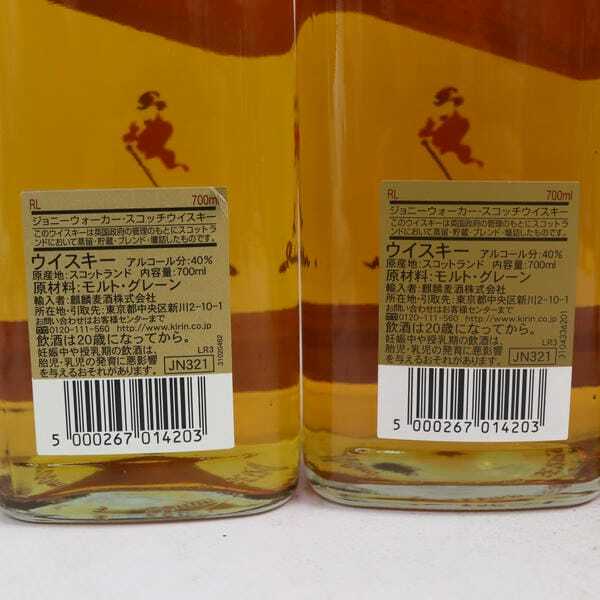 RL 700ml
ジョニーウォーカー・スコッチウイスキー
このウイスキーは英国政府の管理のもとにスコットラ
ンドにおいて蒸留・貯蔵・ブレンド・壜詰したものです。
ウイスキー アルコール分:40%
原産地:スコットランド 内容量:700ml
原材料:モルト・グレーン
輸入者:麒麟麦酒株式会社
所在地・引取先:東京都中央区新川2-10-1
お問い合わせはお客様センターまで
0120-111-560 http://www.kirin.co.jp
飲酒は20歳になってから。
妊娠中や授乳期の飲酒は、
胎児・乳児の発育に悪影響
を与えるおそれがあります。
LR3
JN321
5 000267 014203
RL 700ml
ジョニーウォーカー・スコッチウイスキー
このウイスキーは英国政府の管理のもとにスコットラ
ンドにおいて蒸留・貯蔵・ブレンド・壜詰したものです。
ウイスキー アルコール分:40%
原産地:スコットランド 内容量:700ml
原材料:モルト・グレーン
輸入者:麒麟麦酒株式会社
所在地・引取先:東京都中央区新川2-10-1
お問い合わせはお客様センターまで
0120-111-560 http://www.kirin.co.jp
飲酒は20歳になってから。
妊娠中や授乳期の飲酒は、
胎児・乳児の発育に悪影響
を与えるおそれがあります。
LR3
JN321
5 000267 014203